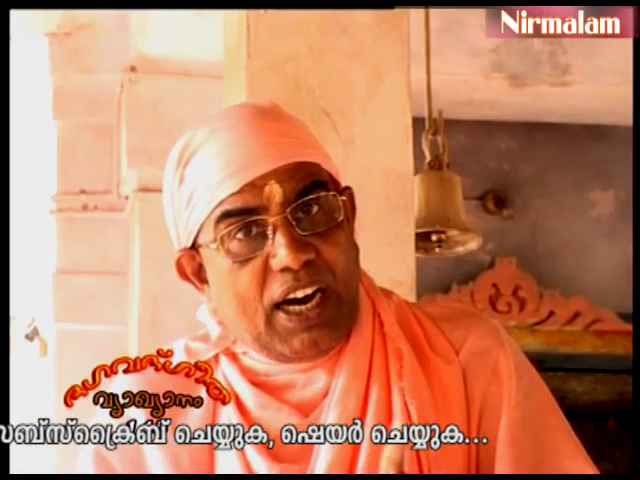 Nirmalam
ഭഗവദ്ഗീത
വ്യാഖ്യാനം
സബ്സ്ക്രൈബ് ചെയ്യുക, ഷെയർ ചെയ്യുക...